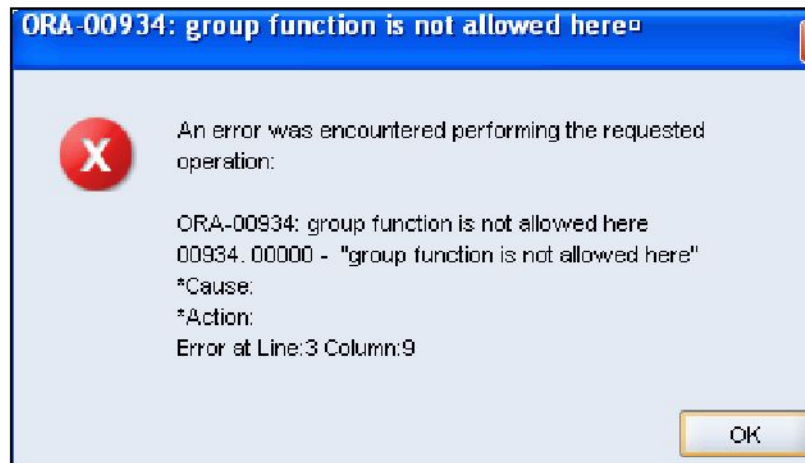 ORA-00934: group function is not allowed here¤
An error was encountered performing the requested
operation:
ORA-00934: group function is not allowed here
00934. 00000 - "group function is not allowed here"
*Cause:
*Action:
Error at Line:3 Column:9
OK